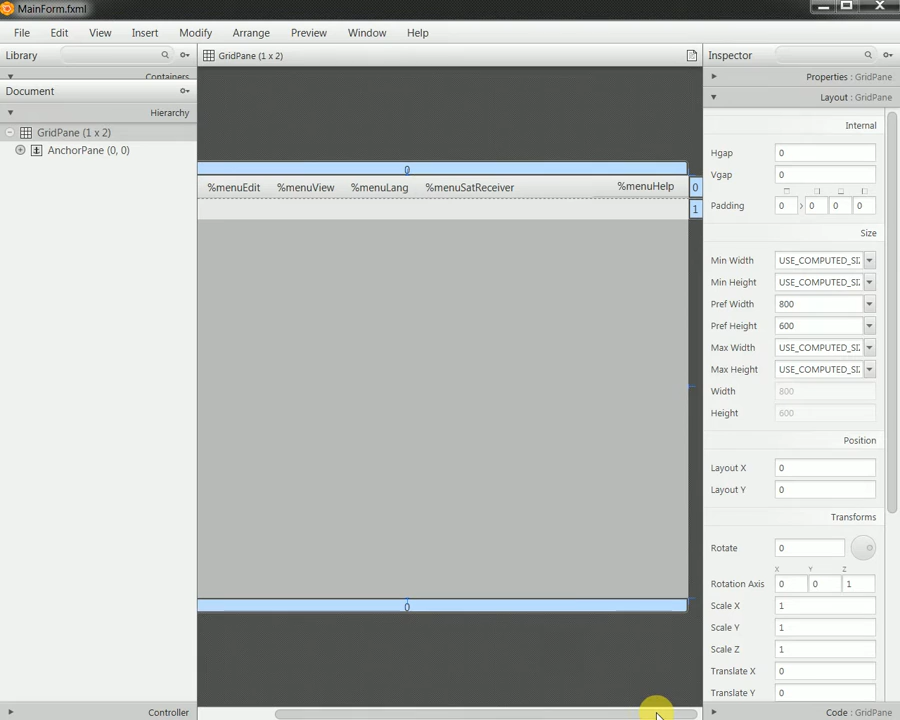 MainForm.fxml
File Edit View Insert Modify Arrange Preview Window Help
Library
GridPane (1 x 2)
Inspector
Containers
Properties : GridPane
Document
Layout : GridPane
Hierarchy
Internal
GridPane (1 x 2)
AnchorPane (0, 0)
Hgap 0
Vgap 0
0
%menuEdit %menuView %menuLang %menuSatReceiver %menuHelp
0
1
Padding 0 0 0 0
Size
Min Width USE_COMPUTED_SI
Min Height USE_COMPUTED_SI
Pref Width 800
Pref Height 600
Max Width USE_COMPUTED_SI
Max Height USE_COMPUTED_SI
Width 800
Height 600
Position
Layout X 0
Layout Y 0
Transforms
Rotate 0
X Y Z
Rotation Axis 0 0 1
0
Scale X 1
Scale Y 1
Scale Z 1
Translate X 0
Translate Y 0
Controller
Code : GridPane